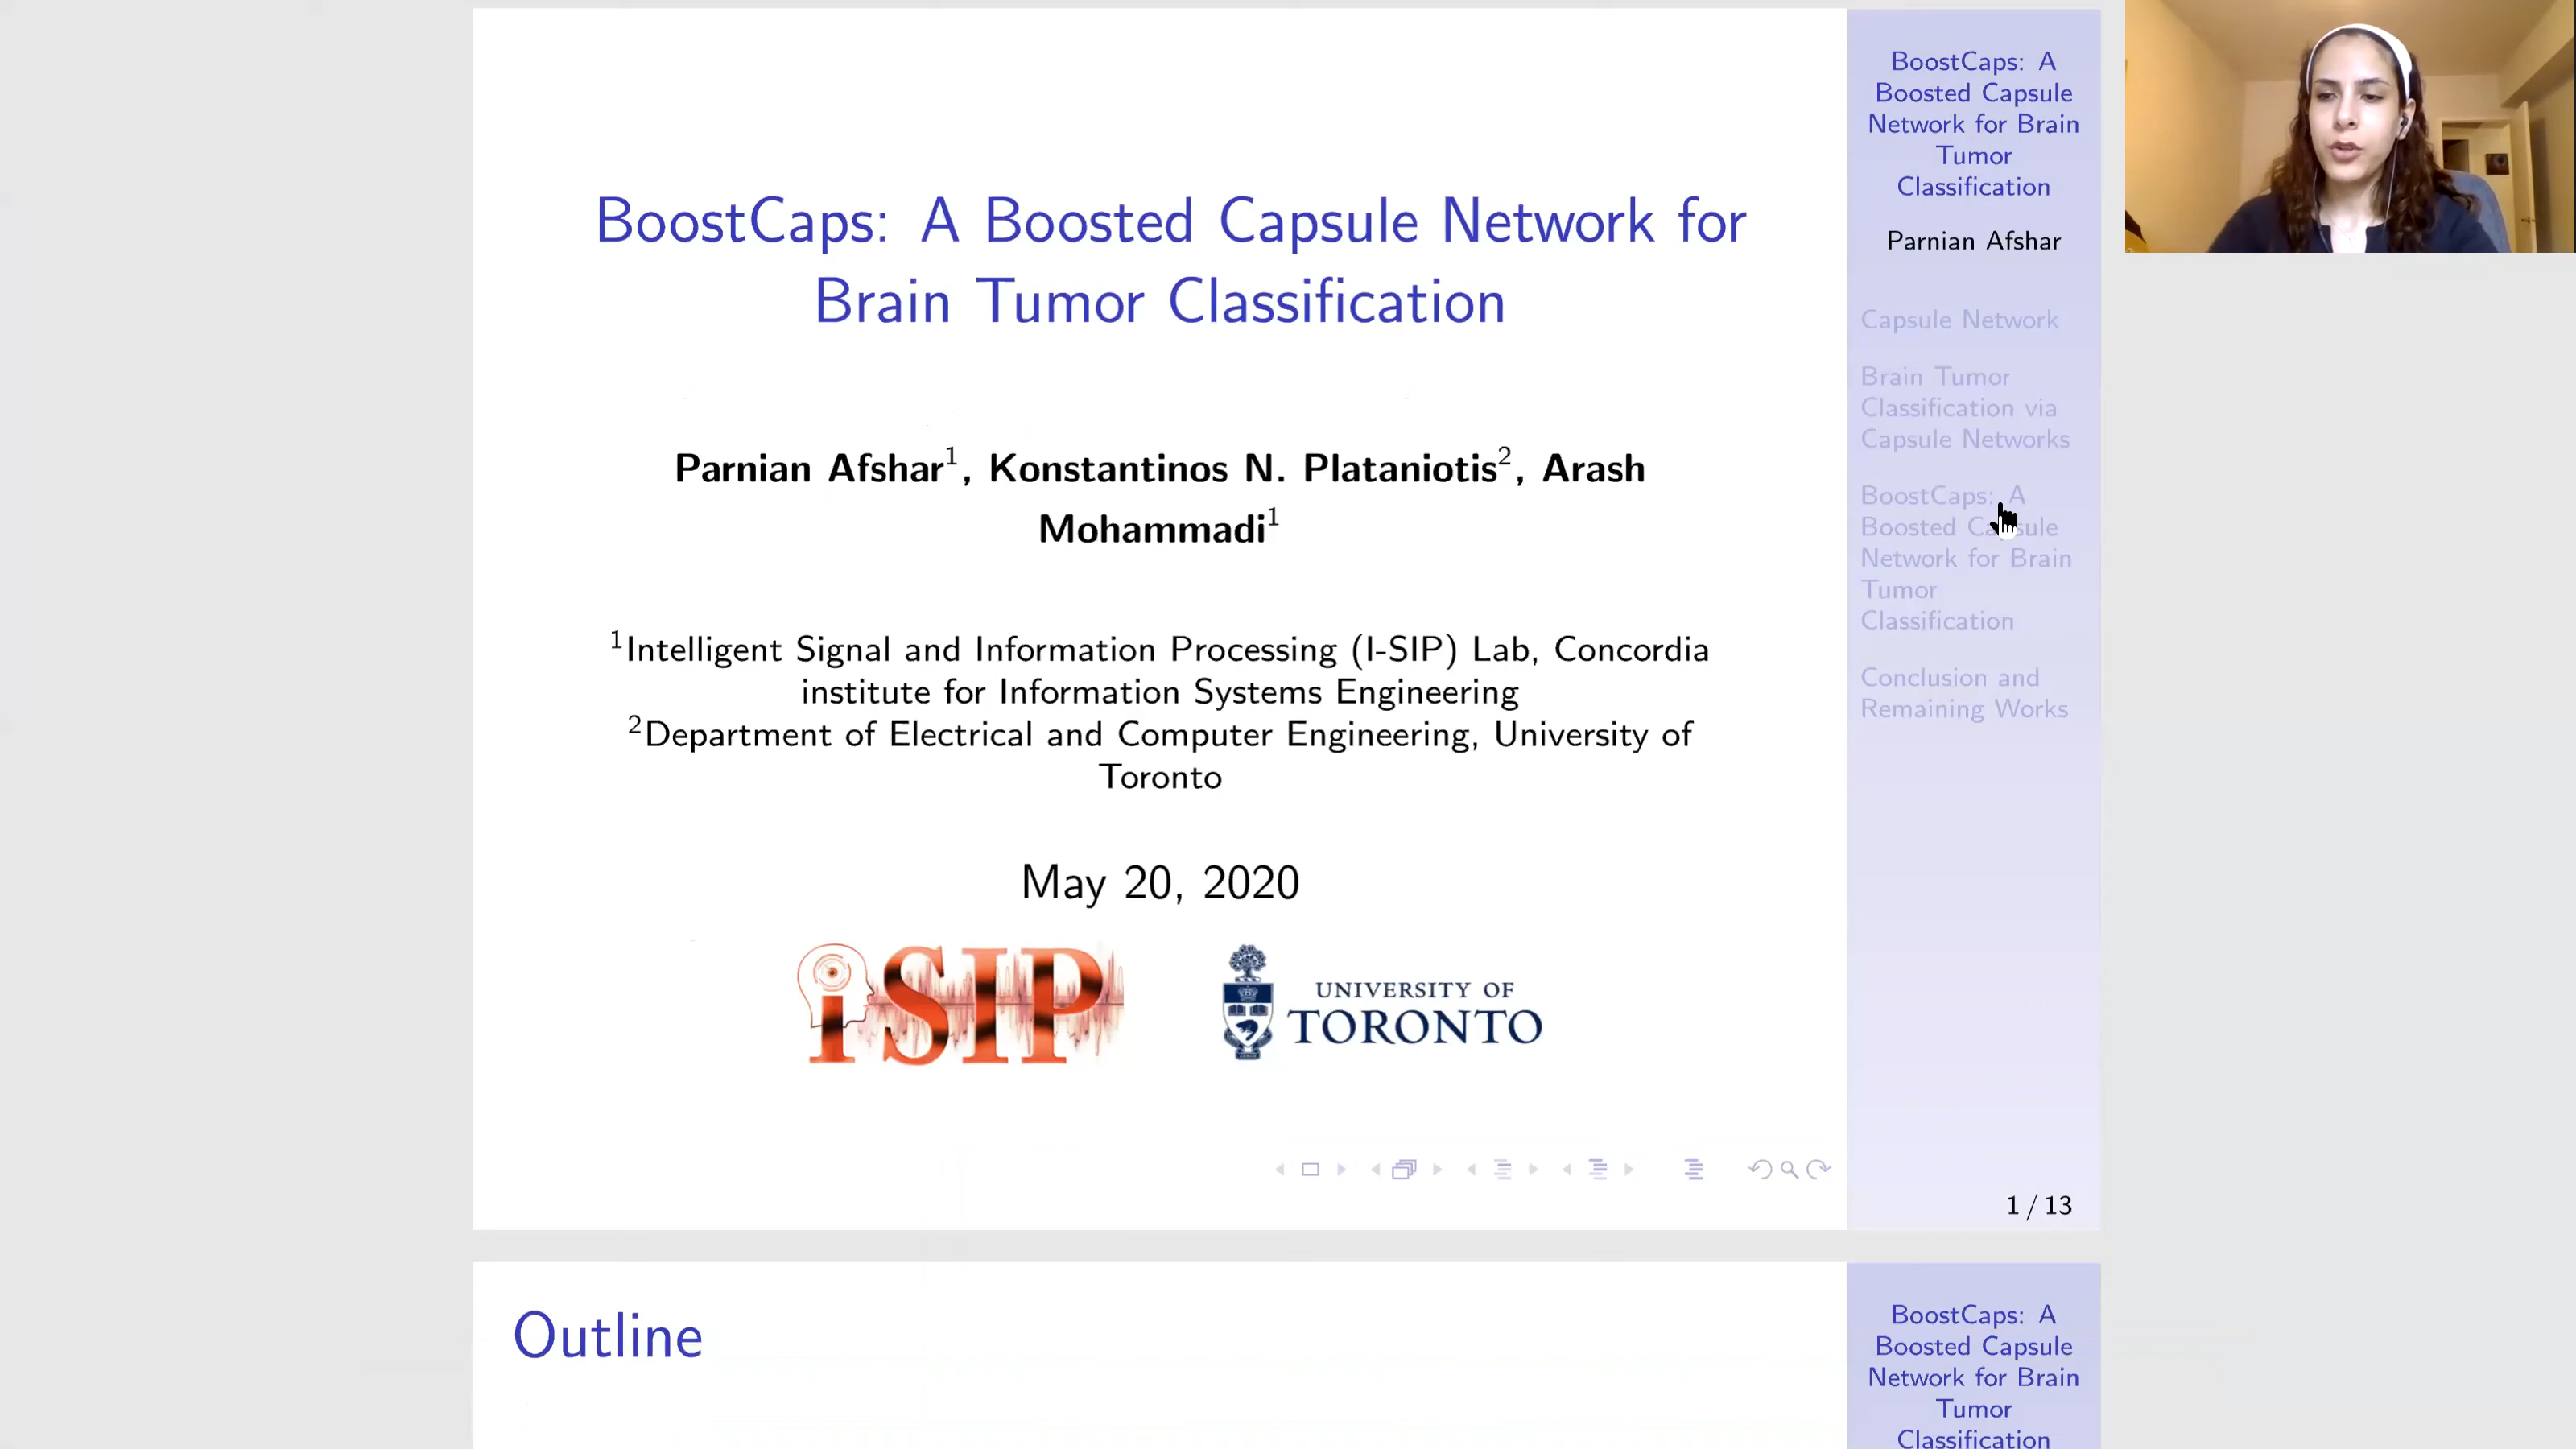 BoostCaps: A Boosted Capsule Network for
Brain Tumor Classification
Parnian Afshar1, Konstantinos N. Plataniotis2, Arash
Mohammadi1
1Intelligent Signal and Information Processing (I-SIP) Lab, Concordia
institute for Information Systems Engineering
2Department of Electrical and Computer Engineering, University of
Toronto
May 20, 2020
iSIP
UNIVERSITY OF
TORONTO
BoostCaps: A
Boosted Capsule
Network for Brain
Tumor
Classification
Parnian Afshar
Capsule Network
Brain Tumor
Classification via
Capsule Networks
BoostCaps: A
Boosted Capsule
Network for Brain
Tumor
Classification
Conclusion and
Remaining Works
1 / 13
Outline
BoostCaps: A
Boosted Capsule
Network for Brain
Tumor
Classification